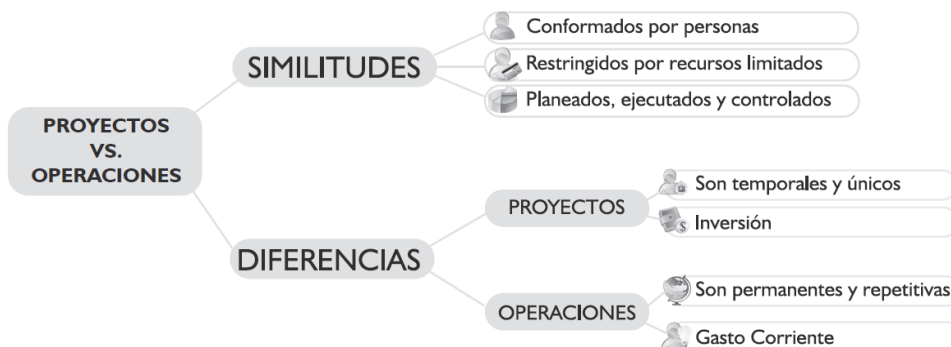 PROYECTOS
VS.
OPERACIONES
SIMILITUDES
Conformados por personas
Restringidos por recursos limitados
Planeados, ejecutados y controlados
DIFERENCIAS
PROYECTOS
Son temporales y únicos
Inversión
OPERACIONES
Son permanentes y repetitivas
Gasto Corriente